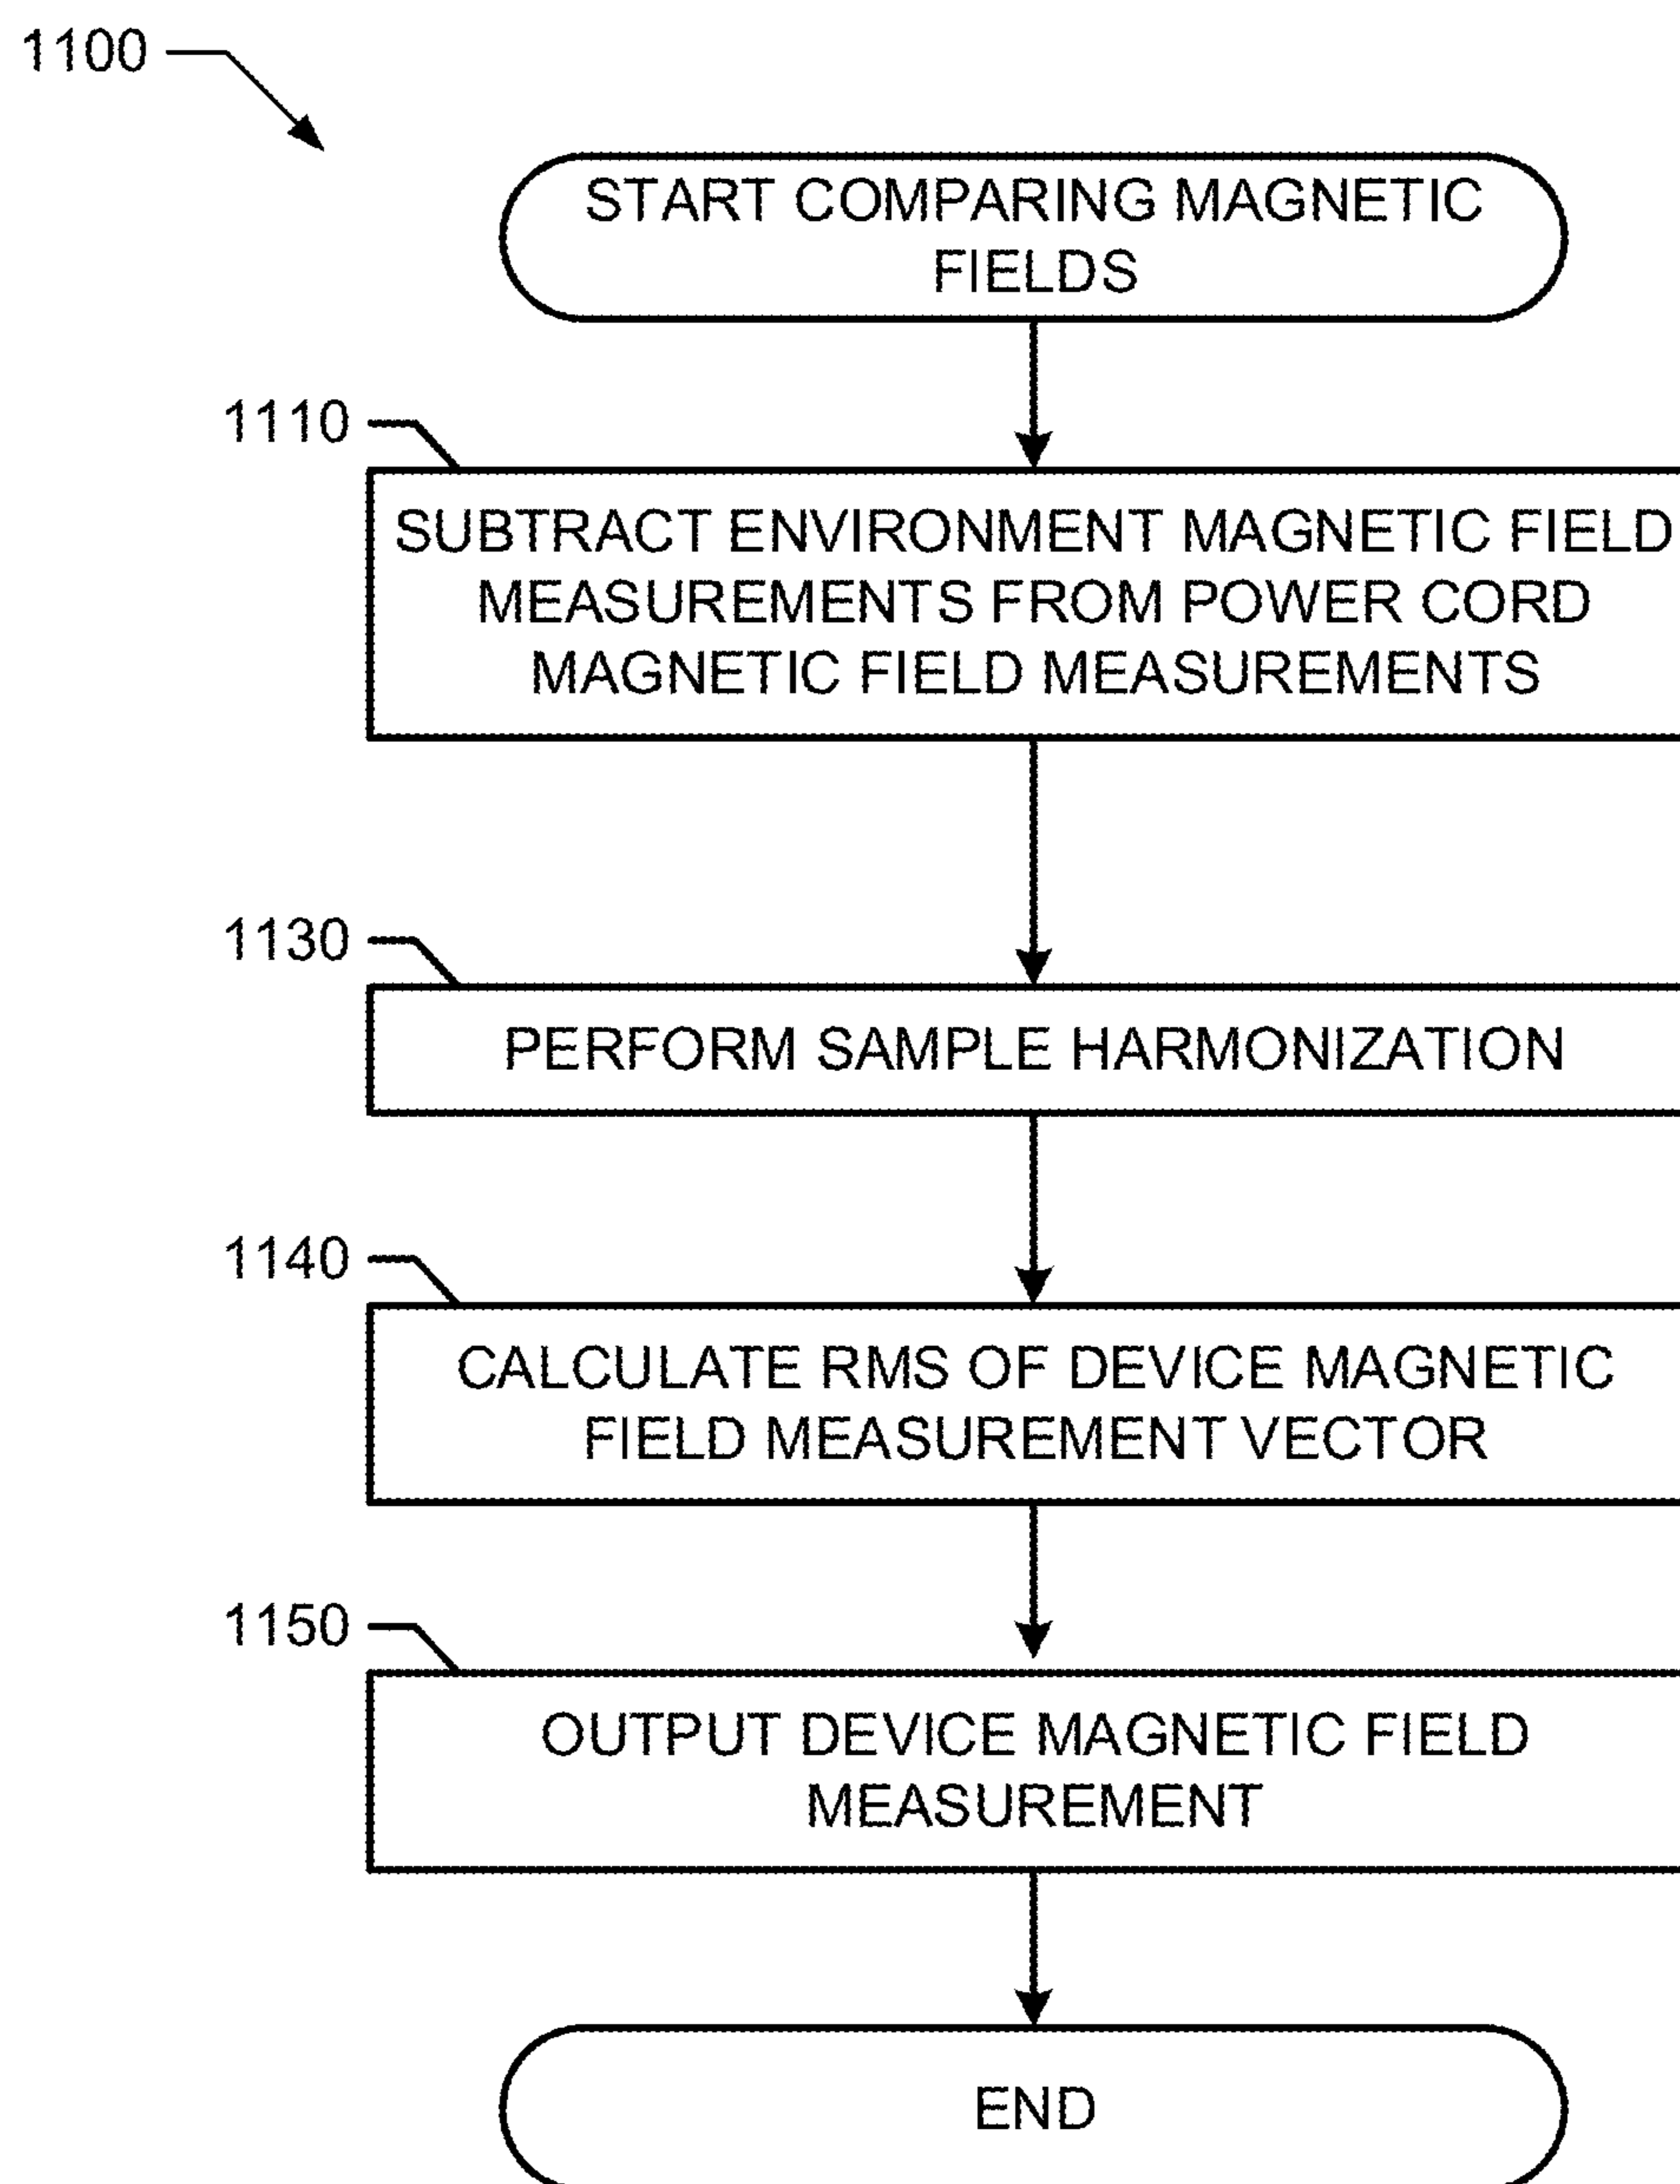 1100
START COMPARING MAGNETIC
FIELDS
1110
SUBTRACT ENVIRONMENT MAGNETIC FIELD
MEASUREMENTS FROM POWER CORD
MAGNETIC FIELD MEASUREMENTS
1130
PERFORM SAMPLE HARMONIZATION
1140
CALCULATE RMS OF DEVICE MAGNETIC
FIELD MEASUREMENT VECTOR
1150
OUTPUT DEVICE MAGNETIC FIELD
MEASUREMENT
END